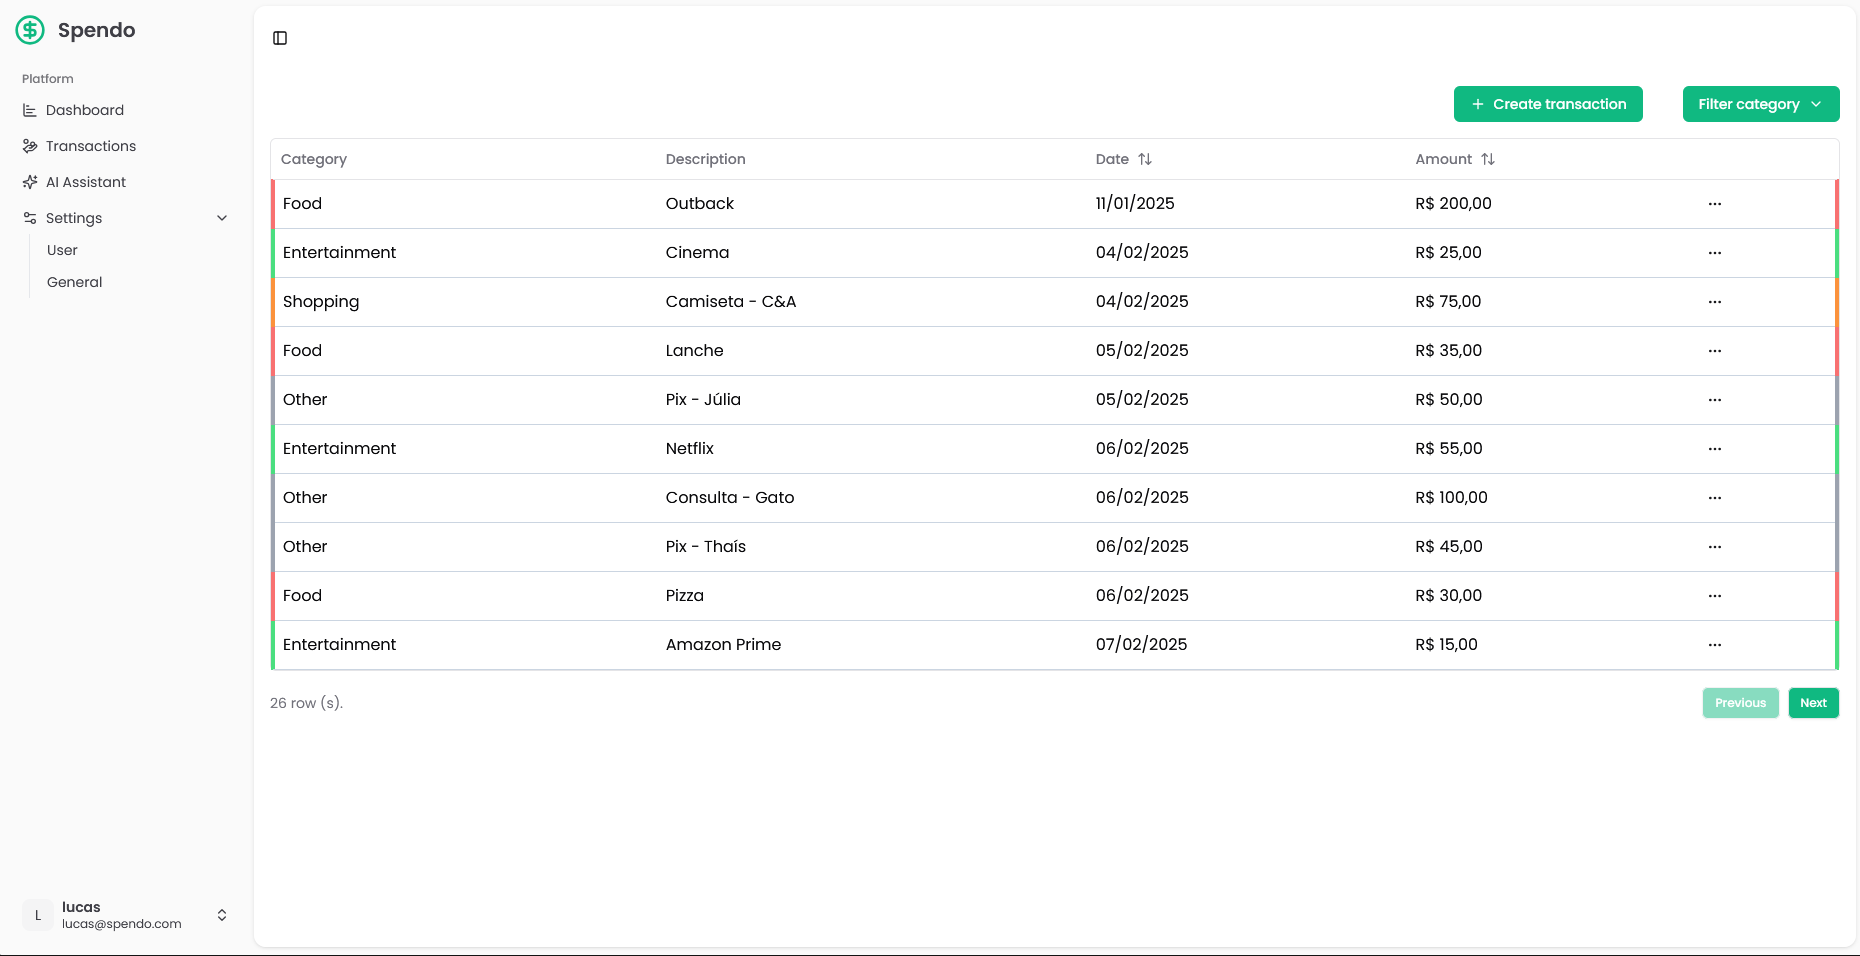 Spendo
Platform
Dashboard
Transactions
AI Assistant
Settings
User
General
L
lucas
lucas@spendo.com
Create transaction
Filter category
Category Description Date Amount
Food Outback 11/01/2025 R$ 200,00 ...
Entertainment Cinema 04/02/2025 R$ 25,00 ...
Shopping Camiseta - C&A 04/02/2025 R$ 75,00 ...
Food Lanche 05/02/2025 R$ 35,00 ...
Other Pix - Júlia 05/02/2025 R$ 50,00 ...
Entertainment Netflix 06/02/2025 R$ 55,00 ...
Other Consulta - Gato 06/02/2025 R$ 100,00 ...
Other Pix - Thaís 06/02/2025 R$ 45,00 ...
Food Pizza 06/02/2025 R$ 30,00 ...
Entertainment Amazon Prime 07/02/2025 R$ 15,00 ...
26 row (s).
Previous
Next